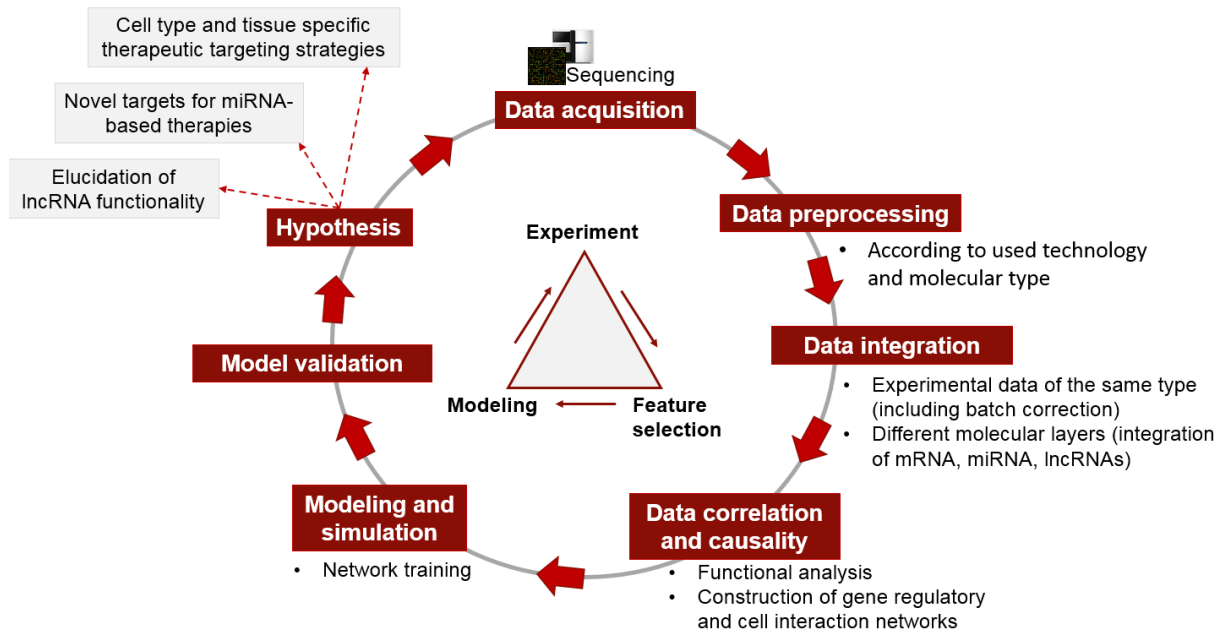 Cell type and tissue specific
therapeutic targeting strategies
Novel targets for miRNA-
based therapies
Elucidation of
lncRNA functionality
Hypothesis
Sequencing
Data acquisition
Data preprocessing
• According to used technology
and molecular type
Data integration
• Experimental data of the same type
(including batch correction)
• Different molecular layers (integration
of mRNA, miRNA, lncRNAs)
Data correlation
and causality
• Functional analysis
• Construction of gene regulatory
and cell interaction networks
Modeling and
simulation
• Network training
Model validation
Experiment
Modeling
Feature
selection